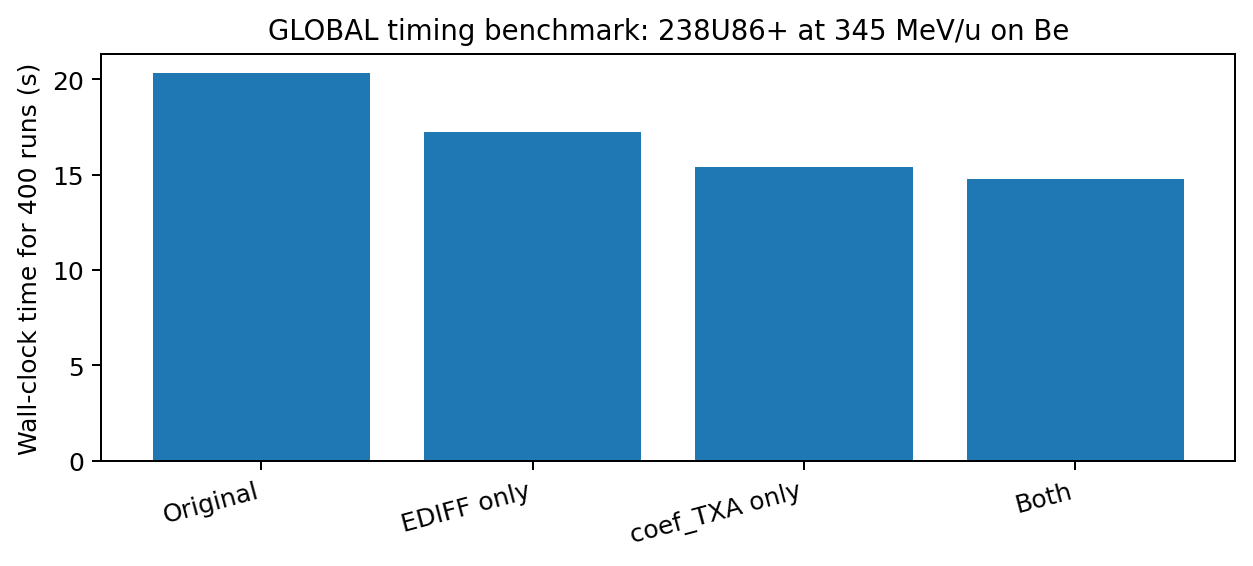 GLOBAL timing benchmark: 238U86+ at 345 MeV/u on Be
Wall-clock time for 400 runs (s)
20
15
10
5
0
Original
EDIFF only
coef_TXA only
Both